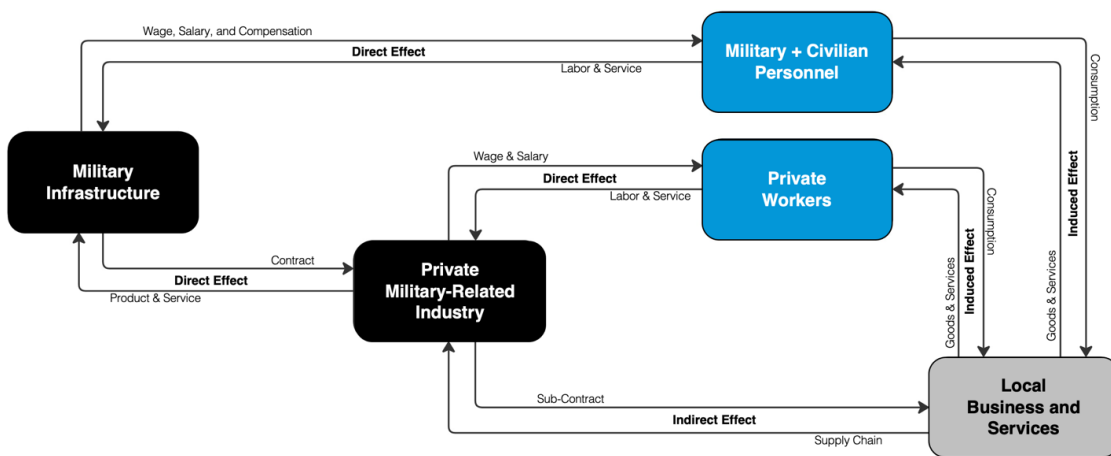 Wage, Salary, and Compensation
Direct Effect
Labor & Service
Military + Civilian
Personnel
Consumption
Induced Effect
Goods & Services
Military
Infrastructure
Wage & Salary
Direct Effect
Labor & Service
Private
Workers
Consumption
Induced Effect
Goods & Services
Contract
Direct Effect
Product & Service
Private
Military-Related
Industry
Sub-Contract
Indirect Effect
Supply Chain
Local
Business and
Services